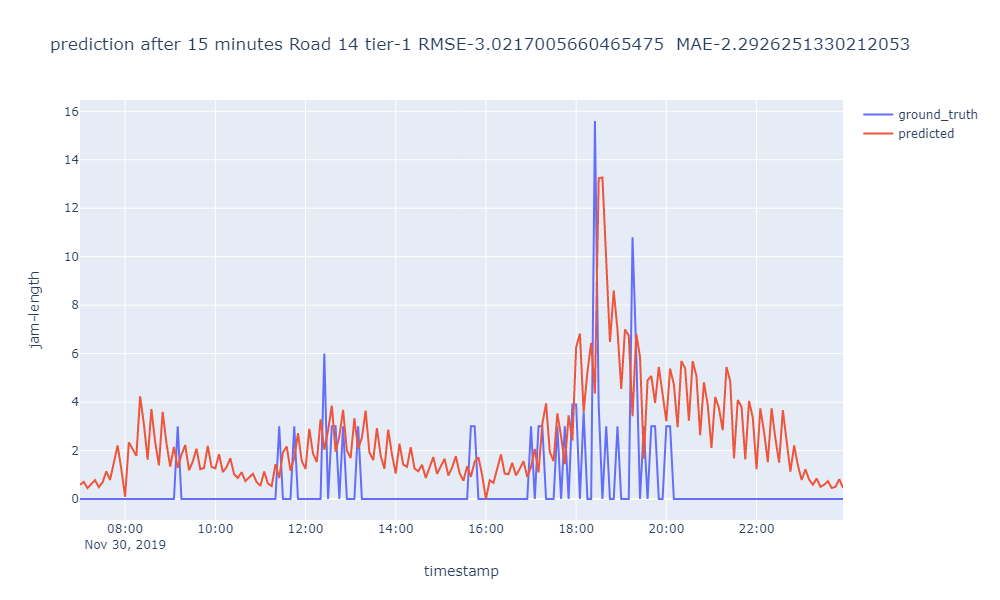 prediction after 15 minutes Road 14 tier-1 RMSE-3.0217005660465475  MAE-2.2926251330212053
ground_truth
predicted
16
14
12
10
8
6
4
2
0
jam-length
08:00 10:00 12:00 14:00 16:00 18:00 20:00 22:00
Nov 30, 2019
timestamp